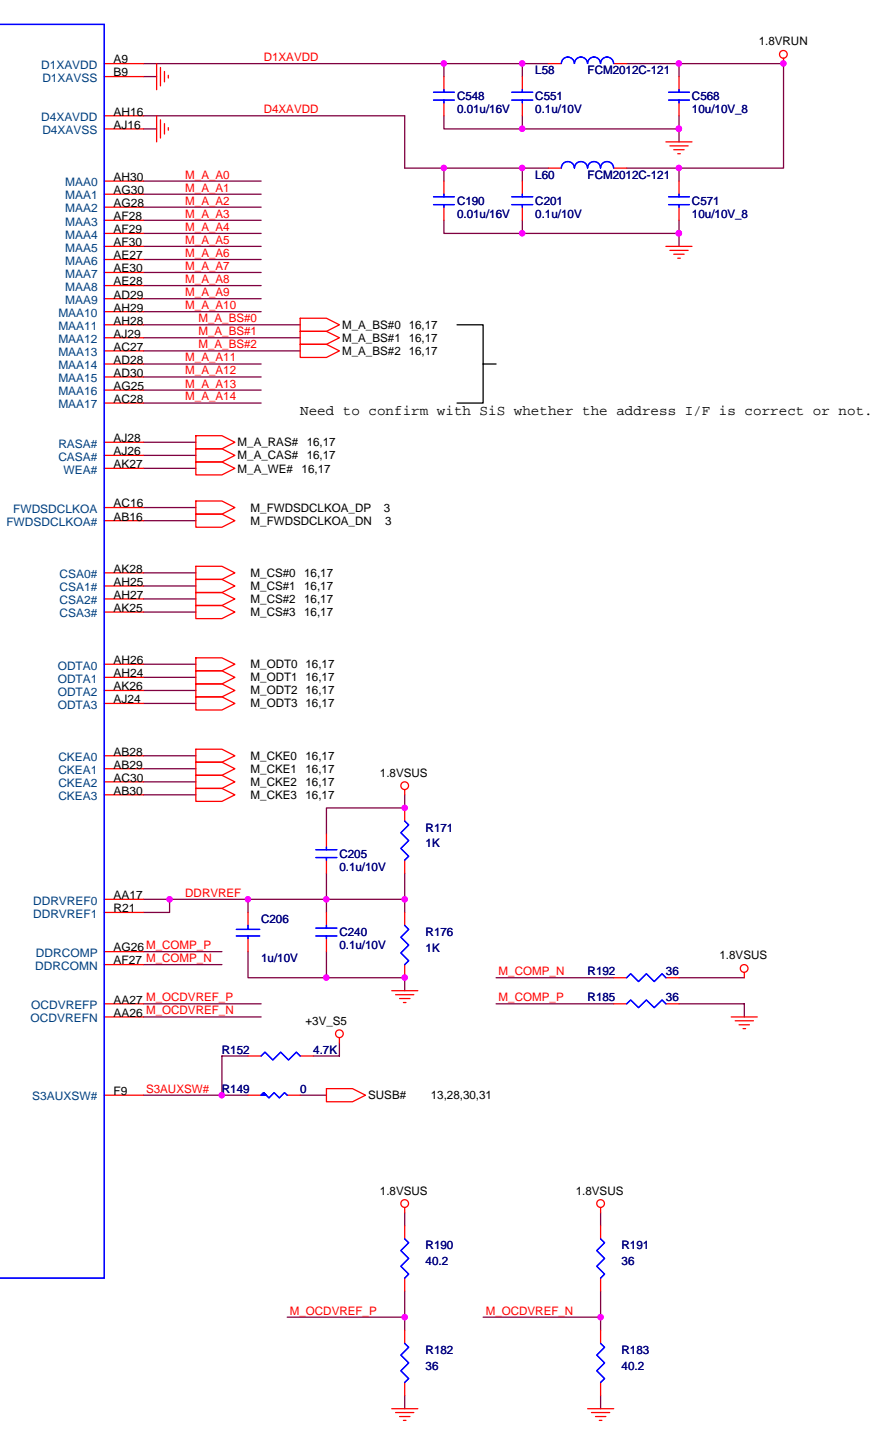 1.8VRUN
D1XAVDD A9 D1XAVDD L58 FCM2012C-121
D1XAVSS B9
C548 C551 C568
0.01u/16V 0.1u/10V 10u/10V_8
D4XAVDD AH16 D4XAVDD
D4XAVSS AJ16
L60 FCM2012C-121
C190 C201 C571
0.01u/16V 0.1u/10V 10u/10V_8
MAA0 AH30 M_A_A0
MAA1 AG30 M_A_A1
MAA2 AG28 M_A_A2
MAA3 AF28 M_A_A3
MAA4 AF29 M_A_A4
MAA5 AF30 M_A_A5
MAA6 AE27 M_A_A6
MAA7 AE30 M_A_A7
MAA8 AE28 M_A_A8
MAA9 AD29 M_A_A9
MAA10 AH29 M_A_A10
MAA11 AH28 M_A_BS#0 M_A_BS#0 16,17
MAA12 AJ29 M_A_BS#1 M_A_BS#1 16,17
MAA13 AC27 M_A_BS#2 M_A_BS#2 16,17
MAA14 AD28 M_A_A11
MAA15 AD30 M_A_A12
MAA16 AG25 M_A_A13
MAA17 AC28 M_A_A14
Need to confirm with SiS whether the address I/F is correct or not.
RASA# AJ28 M_A_RAS# 16,17
CASA# AJ26 M_A_CAS# 16,17
WEA# AK27 M_A_WE# 16,17
FWDSDCLKOA AC16 M_FWDSDCLKOA_DP 3
FWDSDCLKOA# AB16 M_FWDSDCLKOA_DN 3
CSA0# AK28 M_CS#0 16,17
CSA1# AH25 M_CS#1 16,17
CSA2# AH27 M_CS#2 16,17
CSA3# AK25 M_CS#3 16,17
ODTA0 AH26 M_ODT0 16,17
ODTA1 AH24 M_ODT1 16,17
ODTA2 AK26 M_ODT2 16,17
ODTA3 AJ24 M_ODT3 16,17
CKEA0 AB28 M_CKE0 16,17
CKEA1 AB29 M_CKE1 16,17
CKEA2 AC30 M_CKE2 16,17
CKEA3 AB30 M_CKE3 16,17
1.8VSUS
R171
1K
C205
0.1u/10V
DDRVREF0 AA17 DDRVREF
DDRVREF1 R21
C206 C240 R176
1u/10V 0.1u/10V 1K
DDRCOMP AG26 M_COMP_P
DDRCOMN AF27 M_COMP_N
1.8VSUS
M_COMP_N R192 36
M_COMP_P R185 36
OCDVREFP AA27 M_OCDVREF_P
OCDVREFN AA26 M_OCDVREF_N
+3V_S5
R152 4.7K
S3AUXSW# F9 S3AUXSW# R149 0 SUSB# 13,28,30,31
1.8VSUS 1.8VSUS
R190 R191
40.2 36
M_OCDVREF_P M_OCDVREF_N
R182 R183
36 40.2